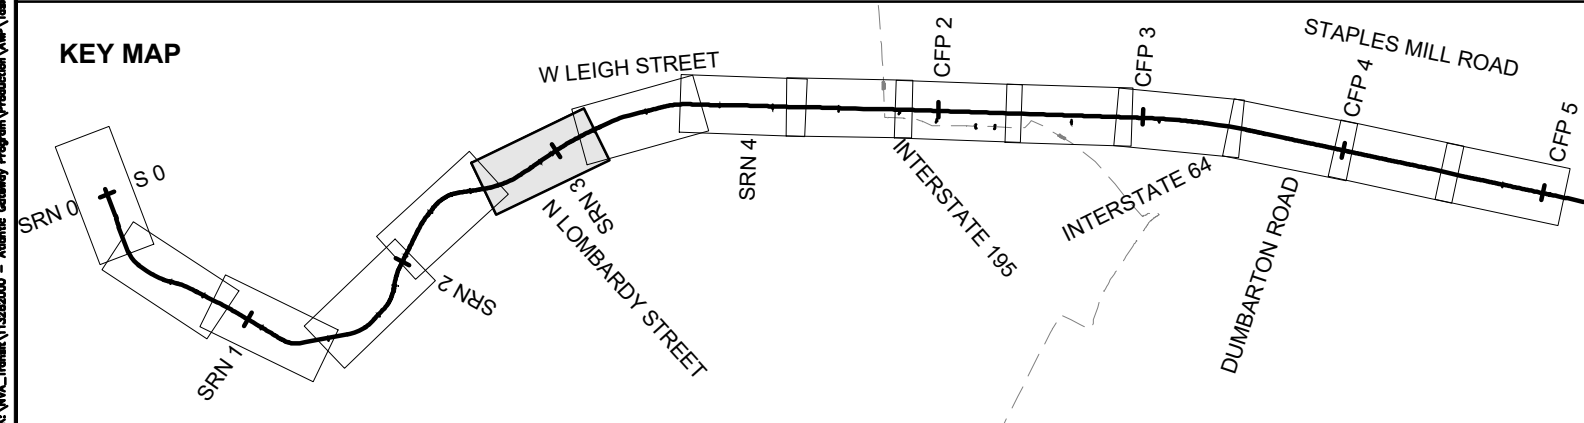 KEY MAP
W LEIGH STREET
CFP 2
CFP 3
STAPLES MILL ROAD
CFP 4
CFP 5
S 0
SRN 0
SRN 1
SRN 2
SRN 3
N LOMBARDY STREET
SRN 4
INTERSTATE 195
INTERSTATE 64
DUMBARTON ROAD